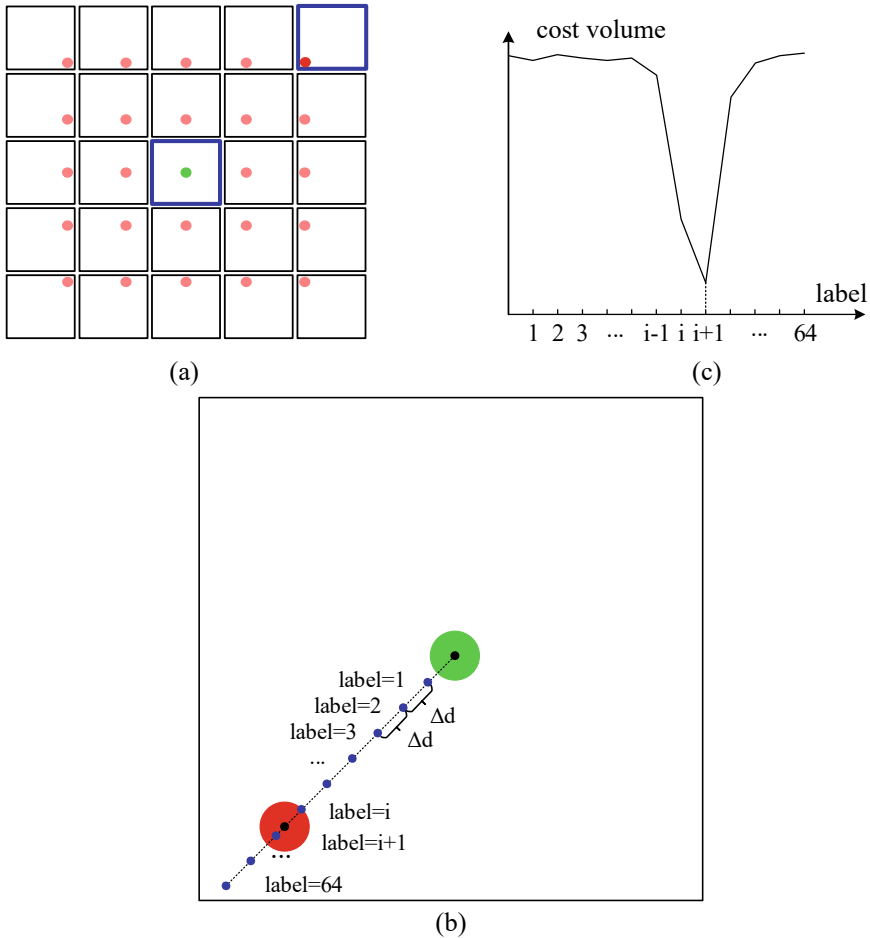 cost volume
label
1 2 3 ... i-1 i i+1 ... 64
(a)
(c)
label=1
label=2
Δd
label=3
Δd
...
label=i
label=i+1
...
label=64
(b)